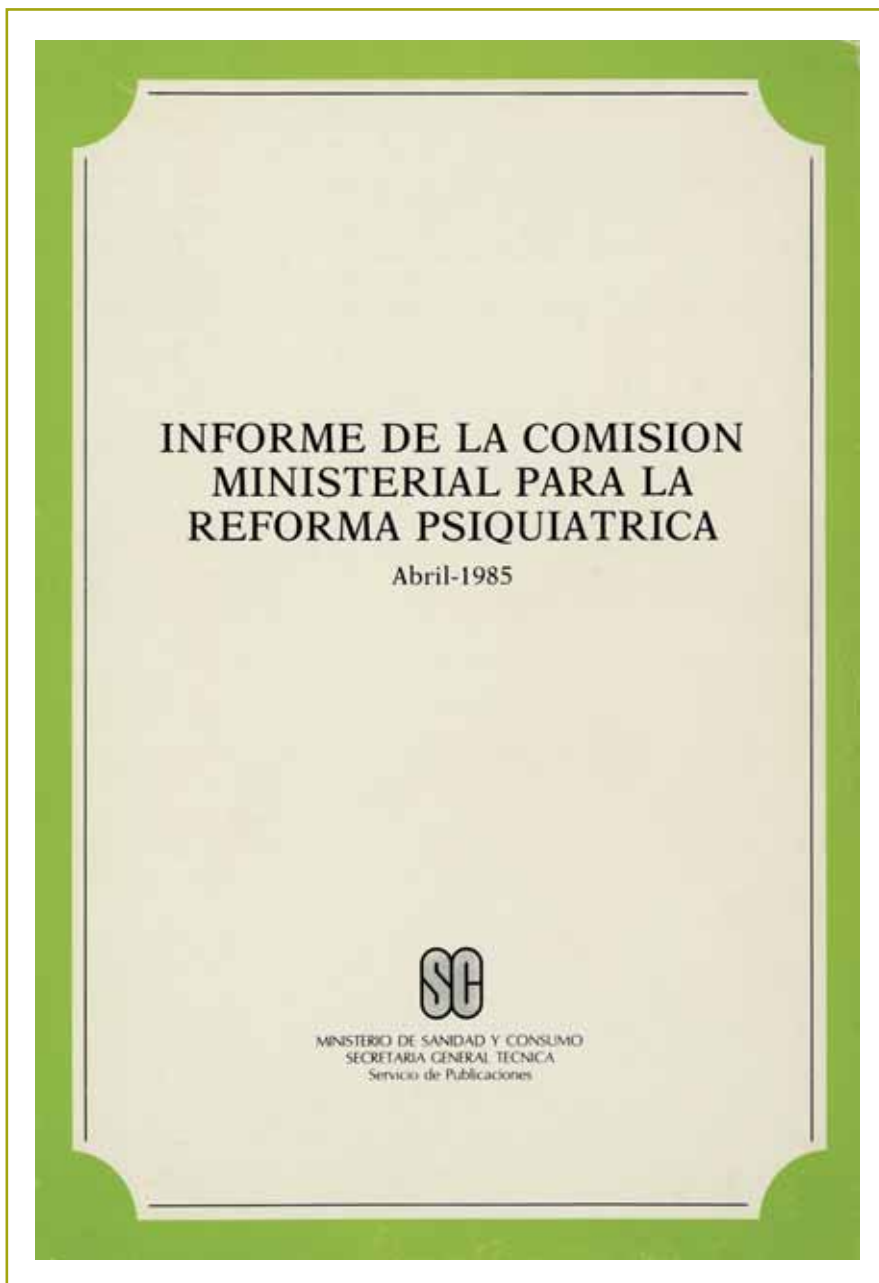 INFORME DE LA COMISION
MINISTERIAL PARA LA
REFORMA PSIQUIATRICA
Abril-1985
SC
MINISTERIO DE SANIDAD Y CONSUMO
SECRETARIA GENERAL TECNICA
Servicio de Publicaciones